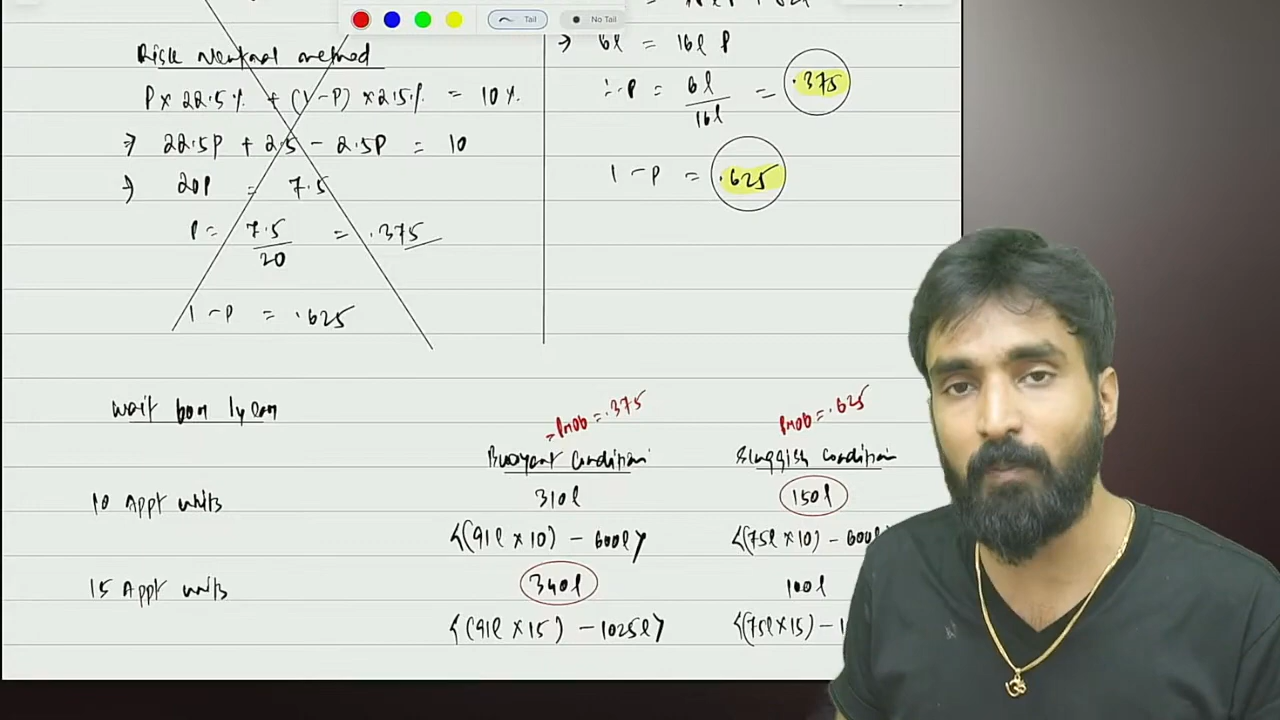 Tail
No Tail
Risk Neutral method
P x 22.5% + (1-P) x 2.5% = 10%
⇒ 22.5P + 2.5 - 2.5P = 10
⇒ 20P = 7.5
P = 7.5/20 = .375
1-P = .625
⇒ 6l = 16l P
∴ P = 6l/16l = .375
1-P = .625
wait for 1 year
= Prob = .375
Prob = .625
Buoyant Condition
Sluggish Condition
10 Appt units
310l
150l
{(91l x 10) - 600l}
{(75l x 10) - 600l
15 Appt units
340l
100l
{(91l x 15) - 1025l}
{(75l x 15) - 1